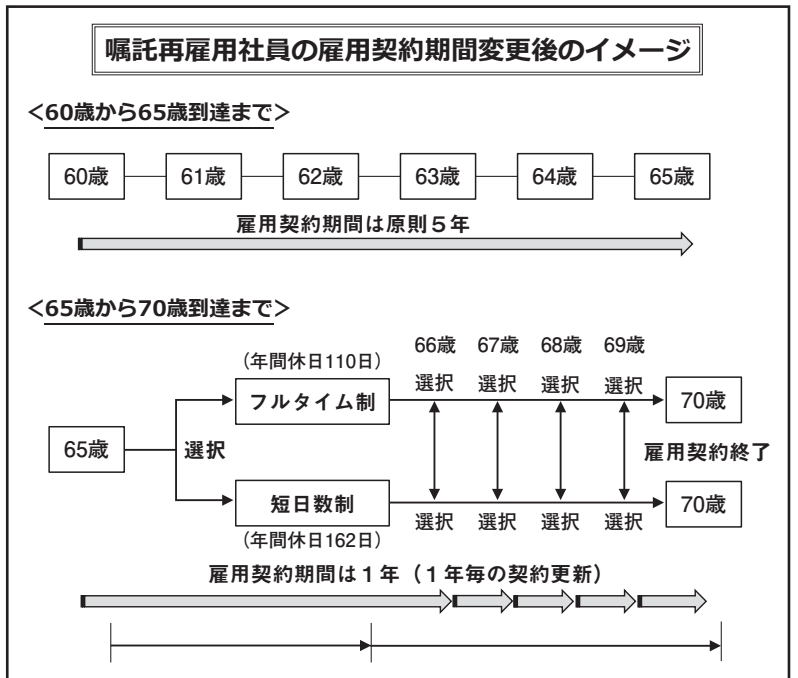 嘱託再雇用社員の雇用契約期間変更後のイメージ
<60歳から65歳到達まで>
60歳 61歳 62歳 63歳 64歳 65歳
雇用契約期間は原則５年
<65歳から70歳到達まで>
66歳 67歳 68歳 69歳
（年間休日110日）
選択 選択 選択 選択
フルタイム制
70歳
65歳
選択
雇用契約終了
短日数制
70歳
選択 選択 選択 選択
（年間休日162日）
雇用契約期間は１年（１年毎の契約更新）